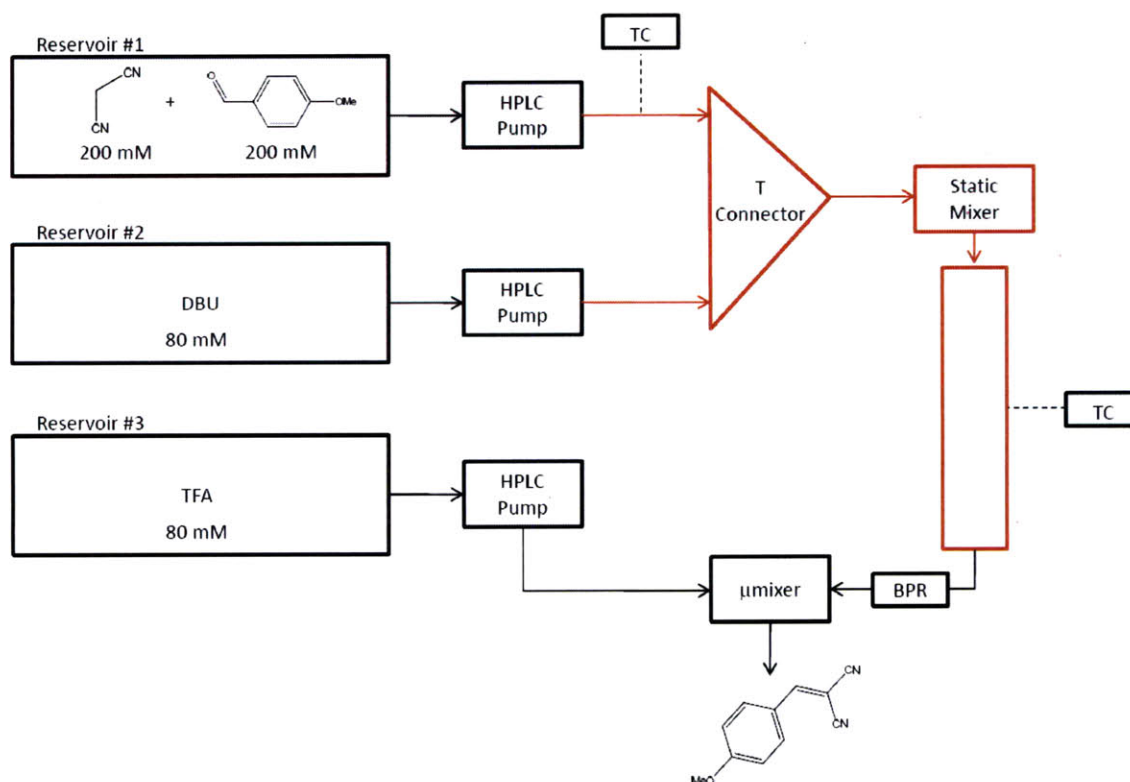 Reservoir #1
CN
CN
+
O
OMe
200 mM
200 mM
HPLC
Pump
TC
T
Connector
Static
Mixer
Reservoir #2
DBU
80 mM
HPLC
Pump
TC
Reservoir #3
TFA
80 mM
HPLC
Pump
μmixer
BPR
CN
CN
MeO